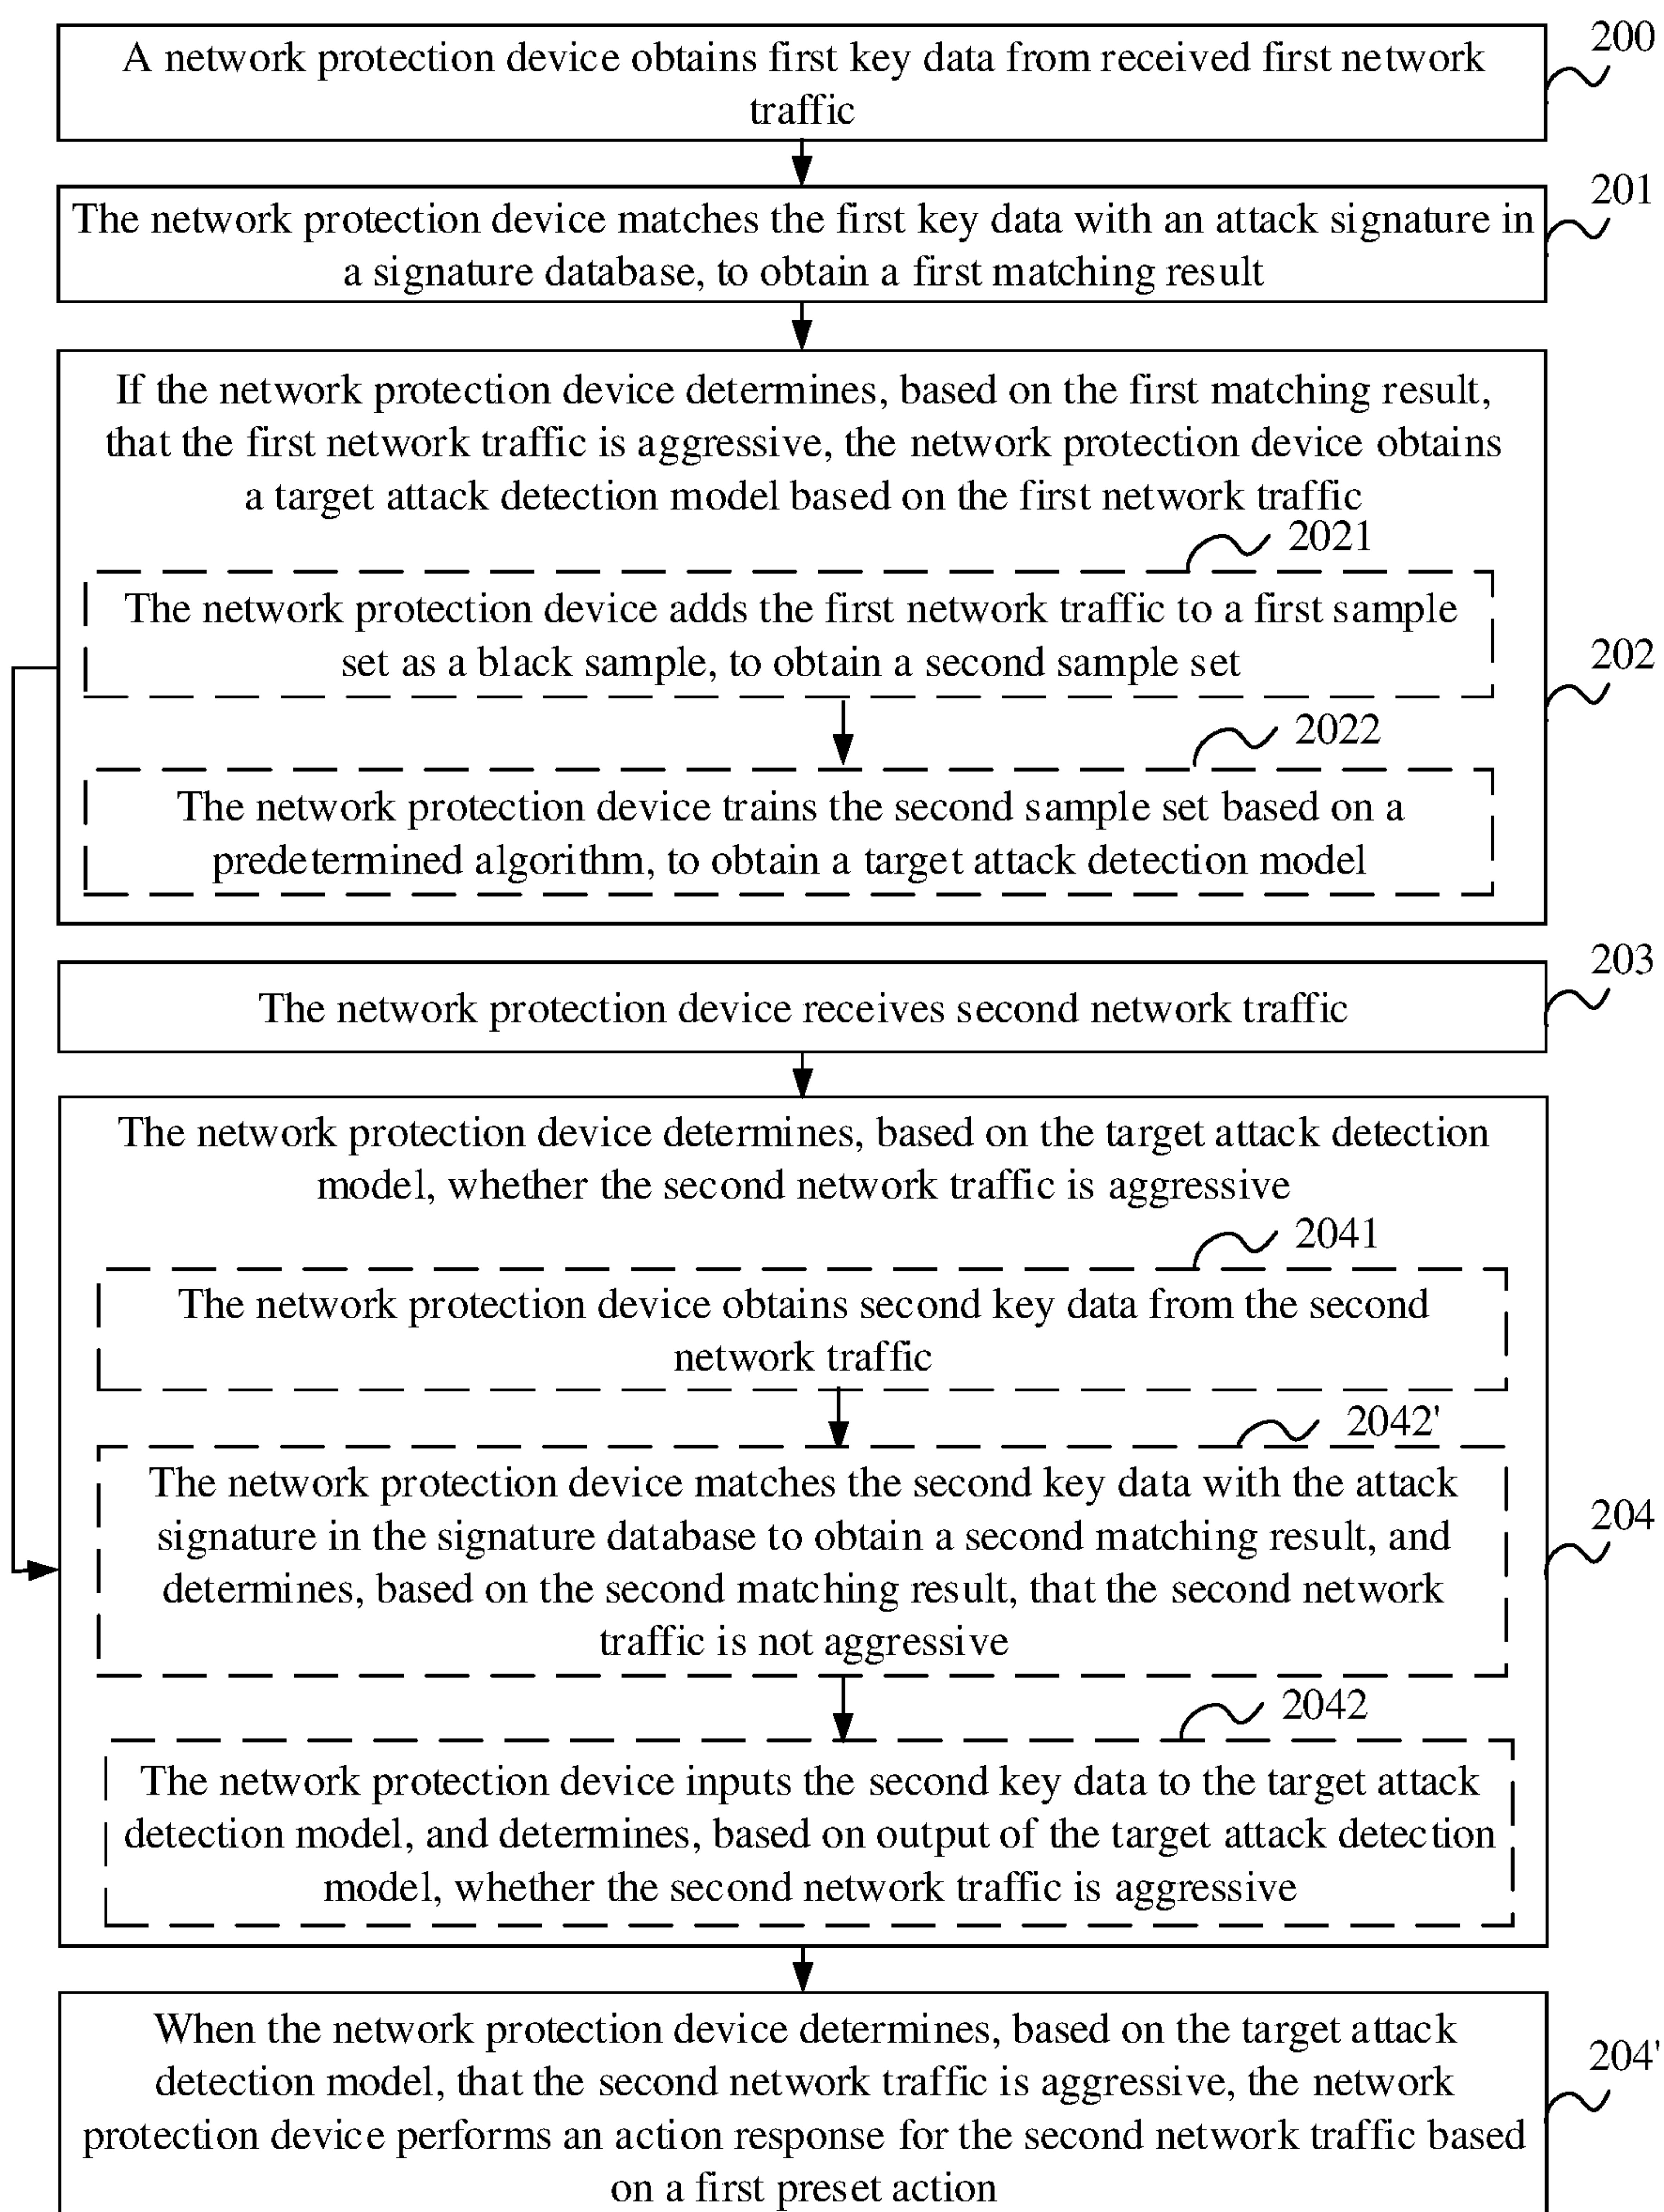 200
A network protection device obtains first key data from received first network
traffic
201
The network protection device matches the first key data with an attack signature in
a signature database, to obtain a first matching result
If the network protection device determines, based on the first matching result,
that the first network traffic is aggressive, the network protection device obtains
a target attack detection model based on the first network traffic
2021
The network protection device adds the first network traffic to a first sample
set as a black sample, to obtain a second sample set
202
2022
The network protection device trains the second sample set based on a
predetermined algorithm, to obtain a target attack detection model
203
The network protection device receives second network traffic
The network protection device determines, based on the target attack detection
model, whether the second network traffic is aggressive
2041
The network protection device obtains second key data from the second
network traffic
2042'
The network protection device matches the second key data with the attack
signature in the signature database to obtain a second matching result, and
determines, based on the second matching result, that the second network
traffic is not aggressive
204
2042
The network protection device inputs the second key data to the target attack
detection model, and determines, based on output of the target attack detection
model, whether the second network traffic is aggressive
When the network protection device determines, based on the target attack
detection model, that the second network traffic is aggressive, the network
protection device performs an action response for the second network traffic based
on a first preset action
204'